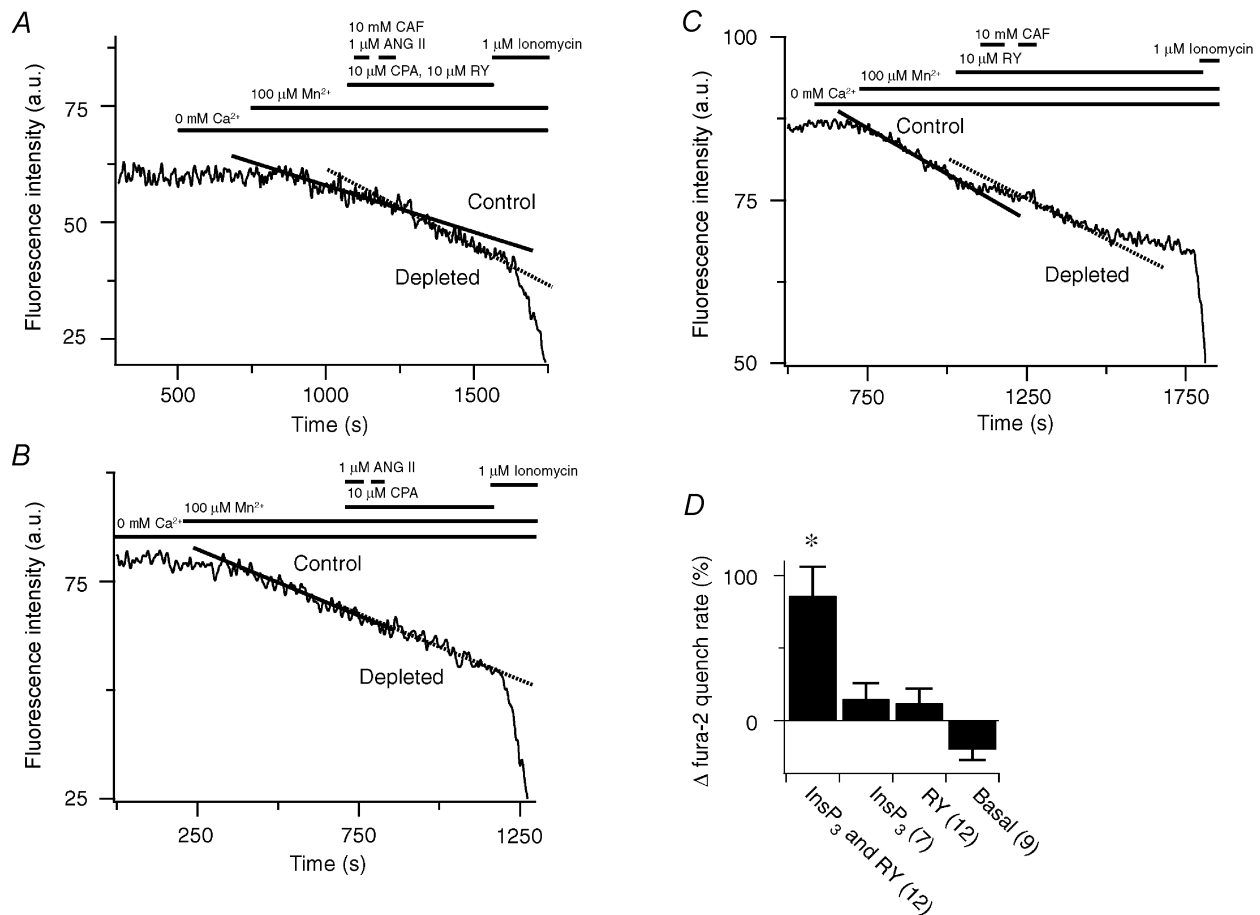 A
10 mM CAF
1 µM ANG II
1 µM Ionomycin
10 µM CPA, 10 µM RY
100 µM Mn²⁺
0 mM Ca²⁺
Control
Depleted
75
50
25
Fluorescence intensity (a.u.)
500
1000
1500
Time (s)
B
1 µM ANG II
1 µM Ionomycin
10 µM CPA
100 µM Mn²⁺
0 mM Ca²⁺
Control
Depleted
75
25
Fluorescence intensity (a.u.)
250
750
1250
Time (s)
C
10 mM CAF
10 µM RY
1 µM Ionomycin
100 µM Mn²⁺
0 mM Ca²⁺
Control
Depleted
100
75
50
Fluorescence intensity (a.u.)
750
1250
1750
Time (s)
D
*
100
0
Δ fura-2 quench rate (%)
InsP₃ and RY (12)
InsP₃ (7)
RY (12)
Basal (9)